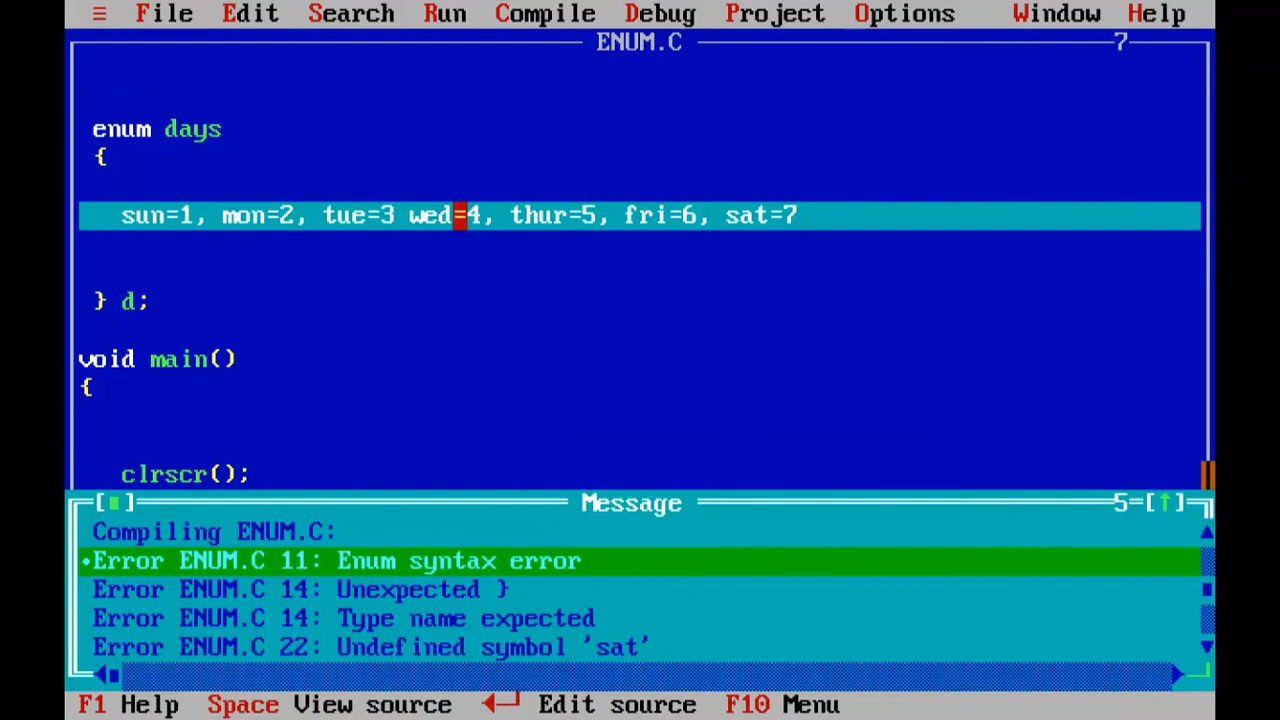 ≡ File Edit Search Run Compile Debug Project Options Window Help
ENUM.C 7
enum days
{
sun=1, mon=2, tue=3 wed=4, thur=5, fri=6, sat=7
} d;
void main()
{
clrscr();
[■] Message 5=[↑]
Compiling ENUM.C:
•Error ENUM.C 11: Enum syntax error
Error ENUM.C 14: Unexpected }
Error ENUM.C 14: Type name expected
Error ENUM.C 22: Undefined symbol 'sat'
F1 Help Space View source ◄─┘ Edit source F10 Menu